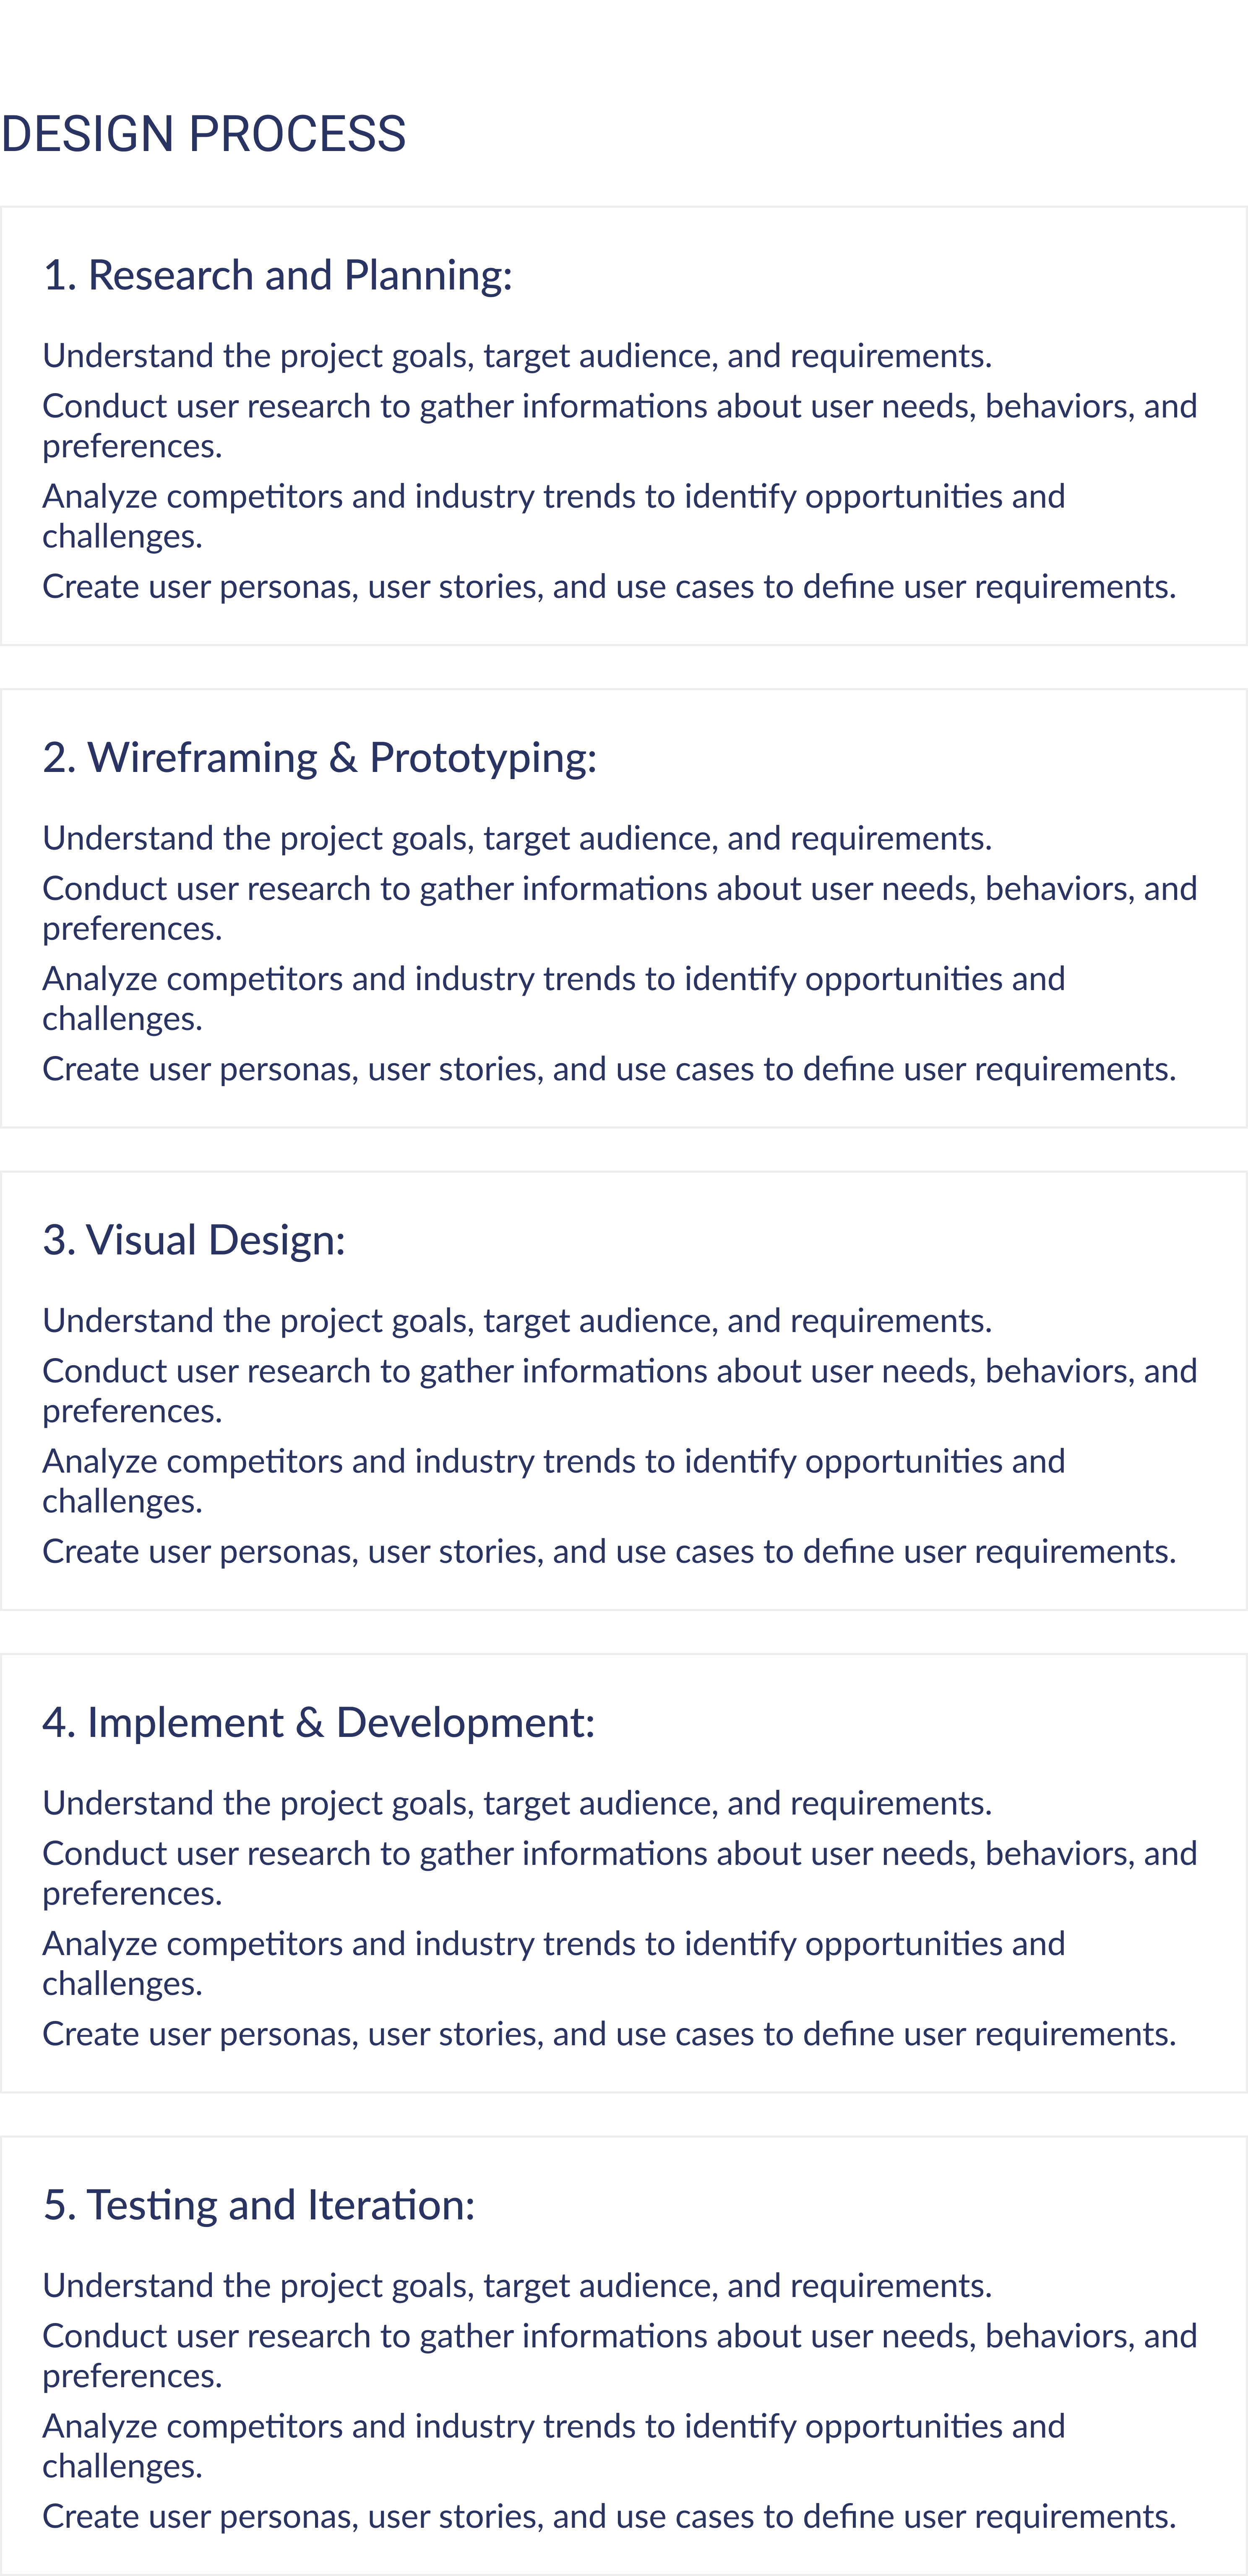 DESIGN PROCESS
1. Research and Planning:
Understand the project goals, target audience, and requirements.
Conduct user research to gather informations about user needs, behaviors, and
preferences.
Analyze competitors and industry trends to identify opportunities and
challenges.
Create user personas, user stories, and use cases to define user requirements.
2. Wireframing & Prototyping:
Understand the project goals, target audience, and requirements.
Conduct user research to gather informations about user needs, behaviors, and
preferences.
Analyze competitors and industry trends to identify opportunities and
challenges.
Create user personas, user stories, and use cases to define user requirements.
3. Visual Design:
Understand the project goals, target audience, and requirements.
Conduct user research to gather informations about user needs, behaviors, and
preferences.
Analyze competitors and industry trends to identify opportunities and
challenges.
Create user personas, user stories, and use cases to define user requirements.
4. Implement & Development:
Understand the project goals, target audience, and requirements.
Conduct user research to gather informations about user needs, behaviors, and
preferences.
Analyze competitors and industry trends to identify opportunities and
challenges.
Create user personas, user stories, and use cases to define user requirements.
5. Testing and Iteration:
Understand the project goals, target audience, and requirements.
Conduct user research to gather informations about user needs, behaviors, and
preferences.
Analyze competitors and industry trends to identify opportunities and
challenges.
Create user personas, user stories, and use cases to define user requirements.